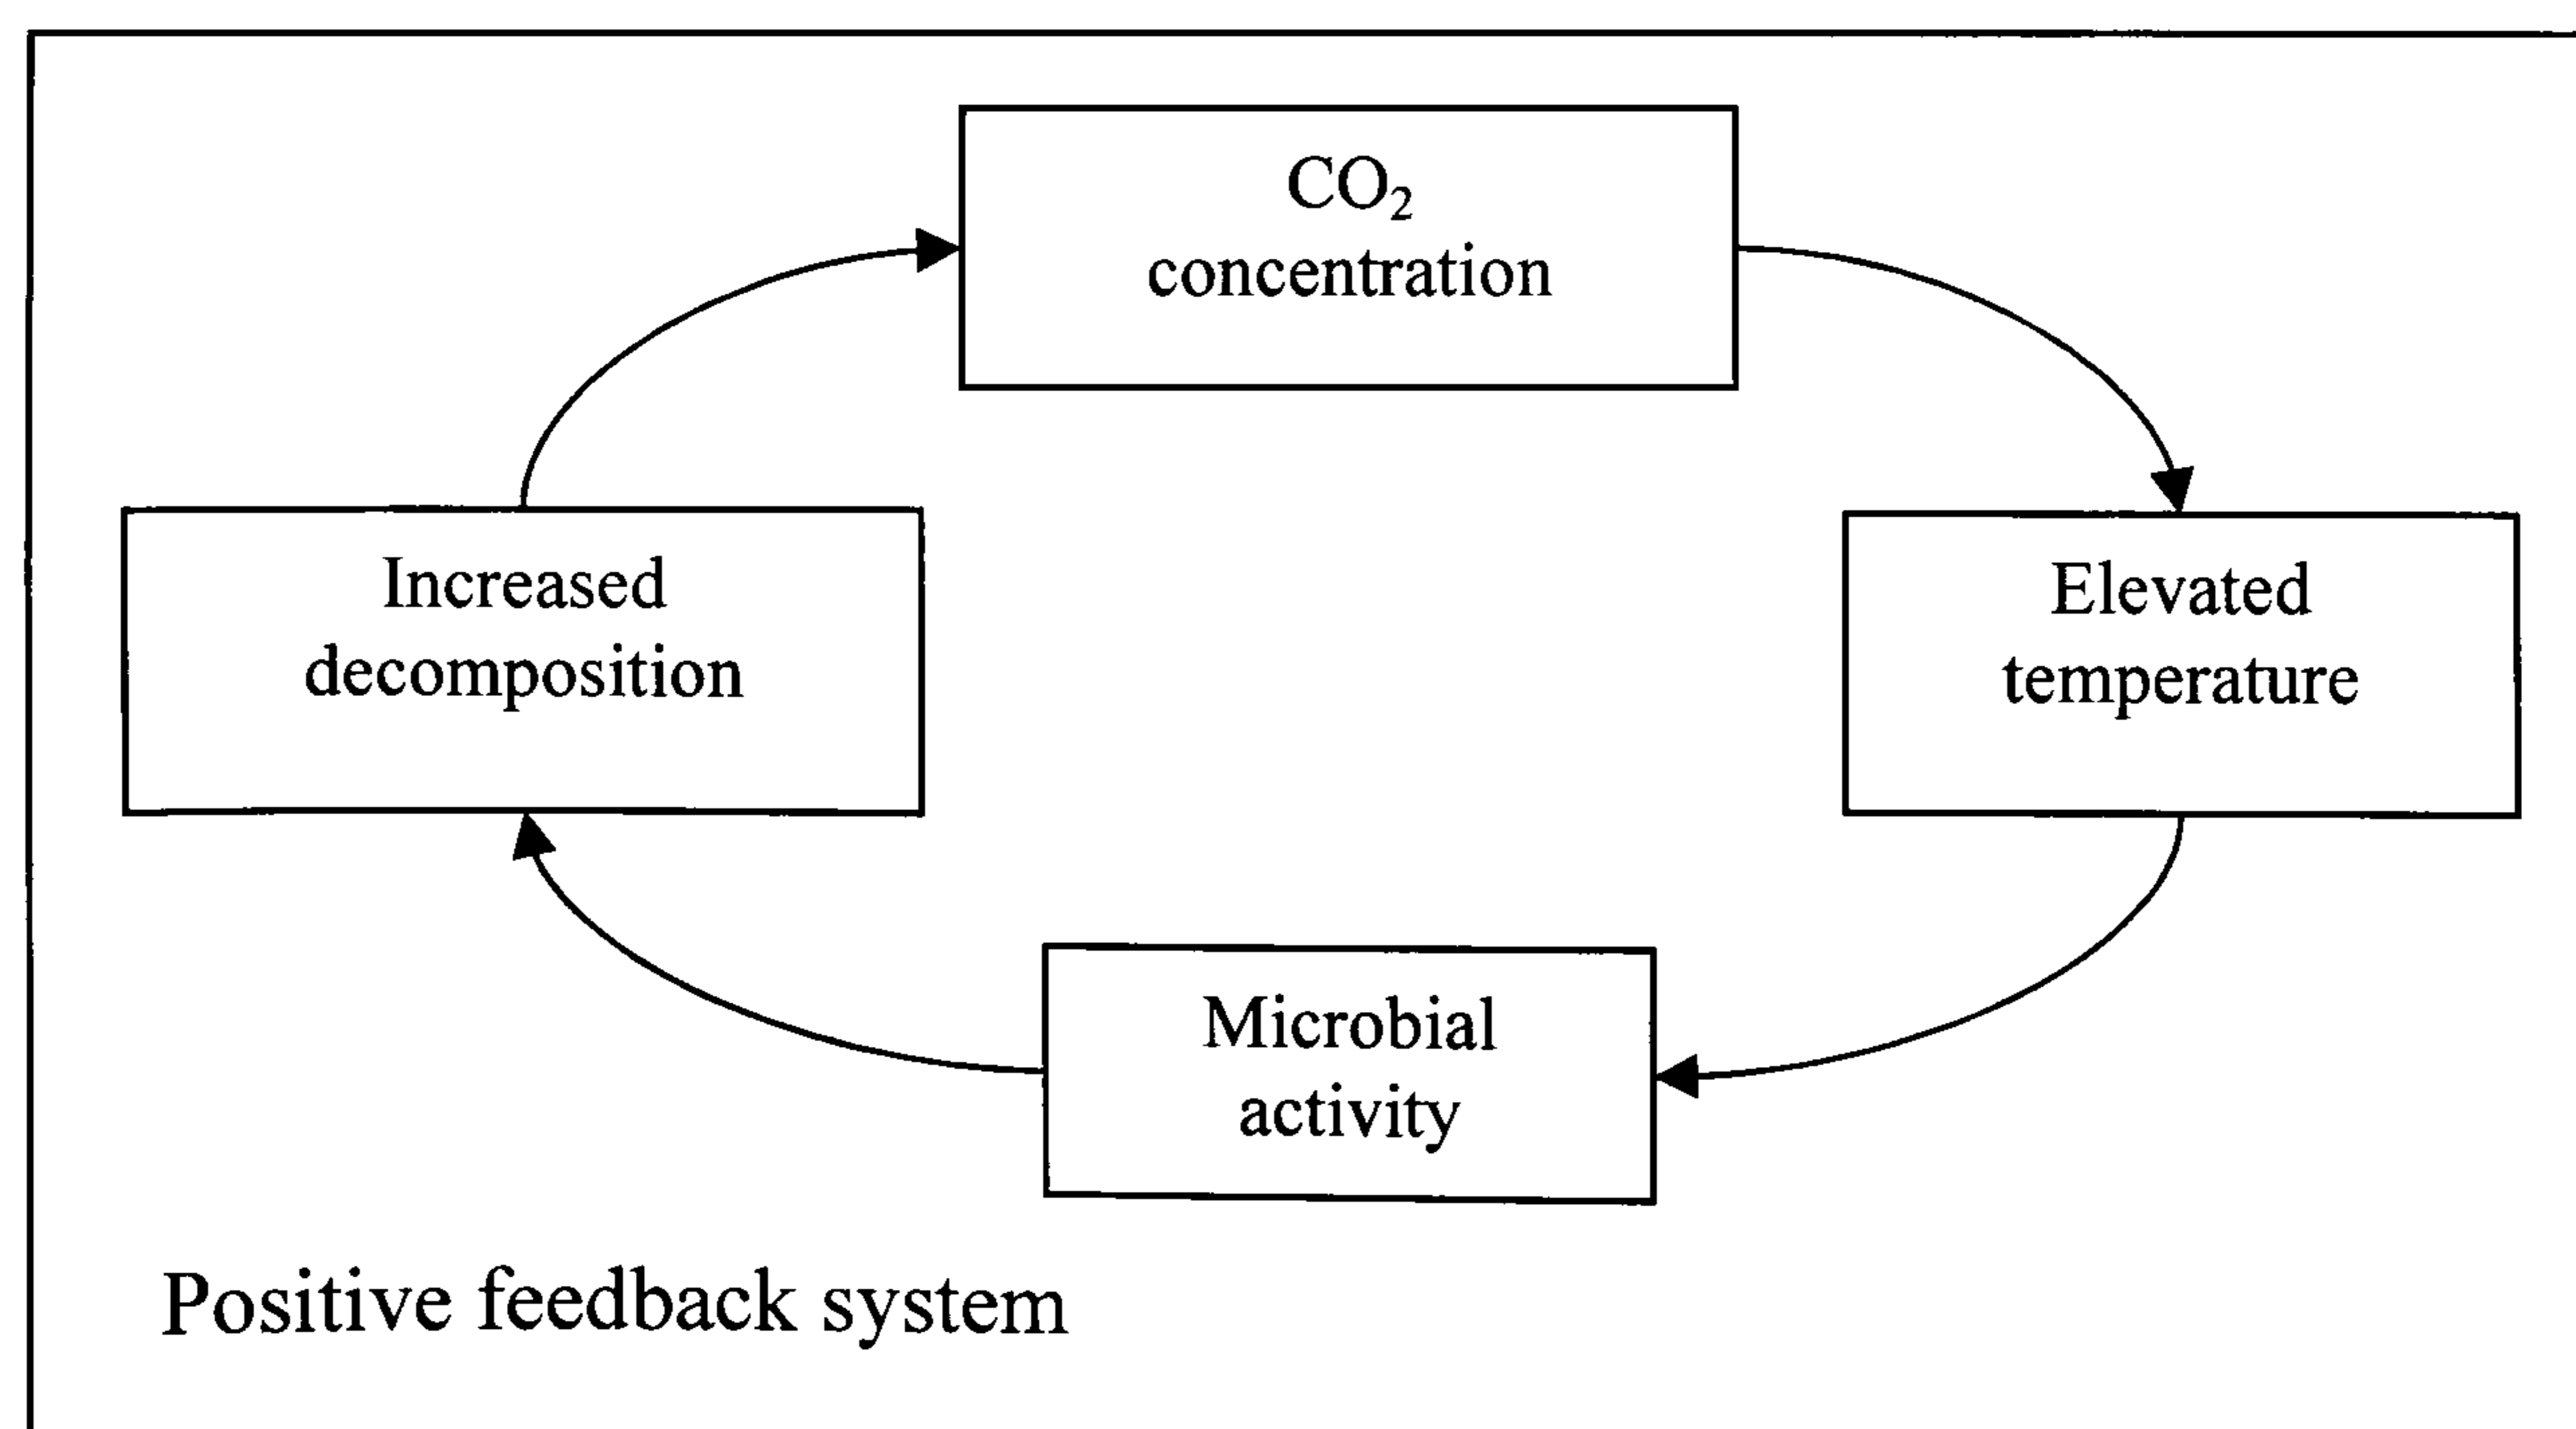 CO₂
concentration
Increased
decomposition
Elevated
temperature
Microbial
activity
Positive feedback system